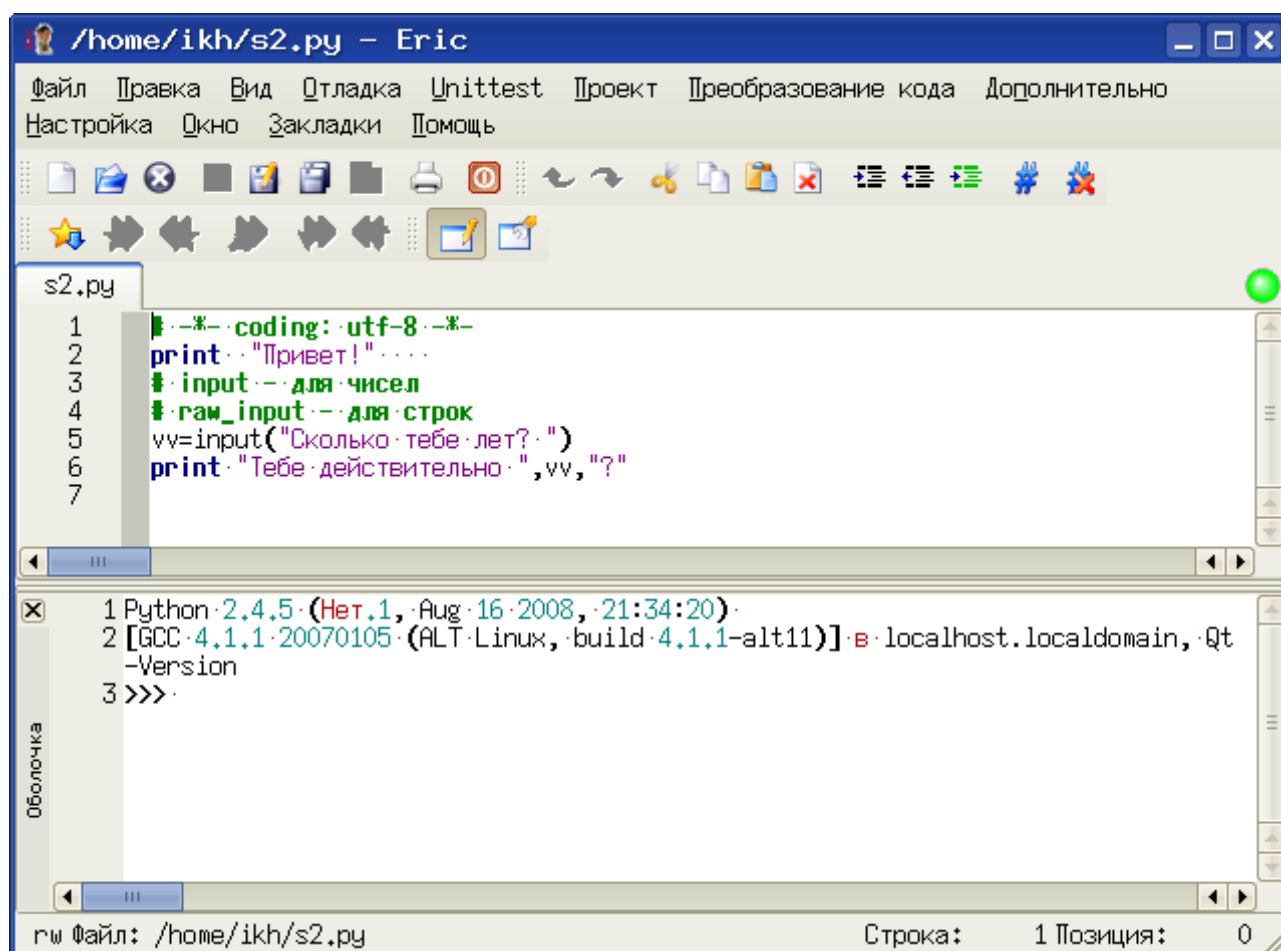 /home/ikh/s2.py - Eric
Файл Правка Вид Отладка Unittest Проект Преобразование кода Дополнительно
Настройка Окно Закладки Помощь
s2.py
1 # -*- coding: utf-8 -*-
2 print "Привет!"
3 # input - для чисел
4 # raw_input - для строк
5 vv=input("Сколько тебе лет? ")
6 print "Тебе действительно ",vv,"?"
7
1 Python 2.4.5 (Нет.1, Aug 16 2008, 21:34:20)
2 [GCC 4.1.1 20070105 (ALT Linux, build 4.1.1-alt11)] в localhost.localdomain, Qt
-Version
3 >>>
Оболочка
rw Файл: /home/ikh/s2.py Строка: 1 Позиция: 0